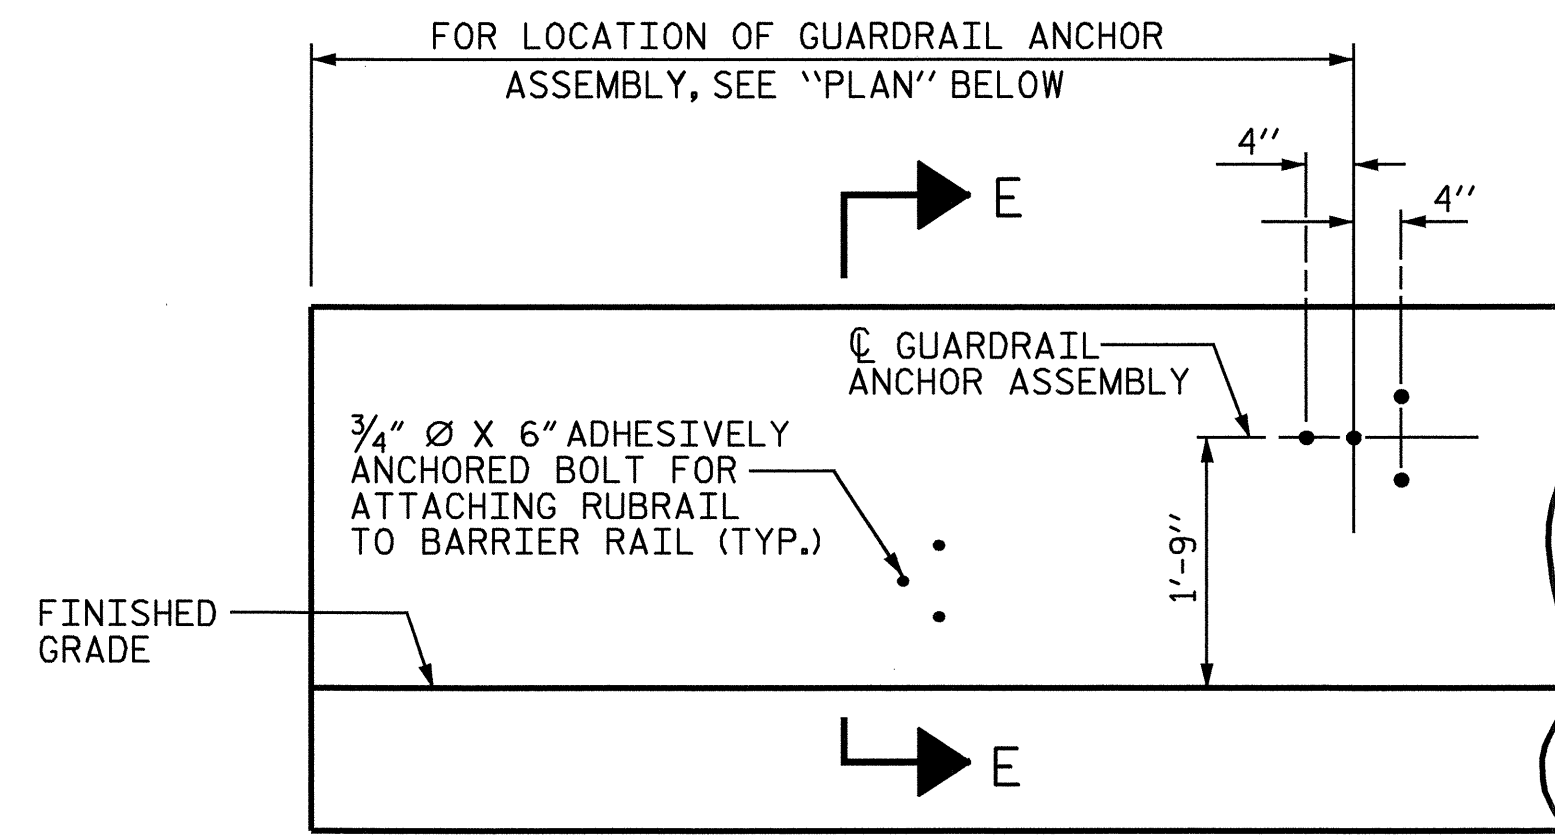 FOR LOCATION OF GUARDRAIL ANCHOR
ASSEMBLY, SEE "PLAN" BELOW
4"
4"
E
℄ GUARDRAIL
ANCHOR ASSEMBLY
3/4" Ø X 6" ADHESIVELY
ANCHORED BOLT FOR
ATTACHING RUBRAIL
TO BARRIER RAIL (TYP.)
1'-9"
FINISHED
GRADE
E